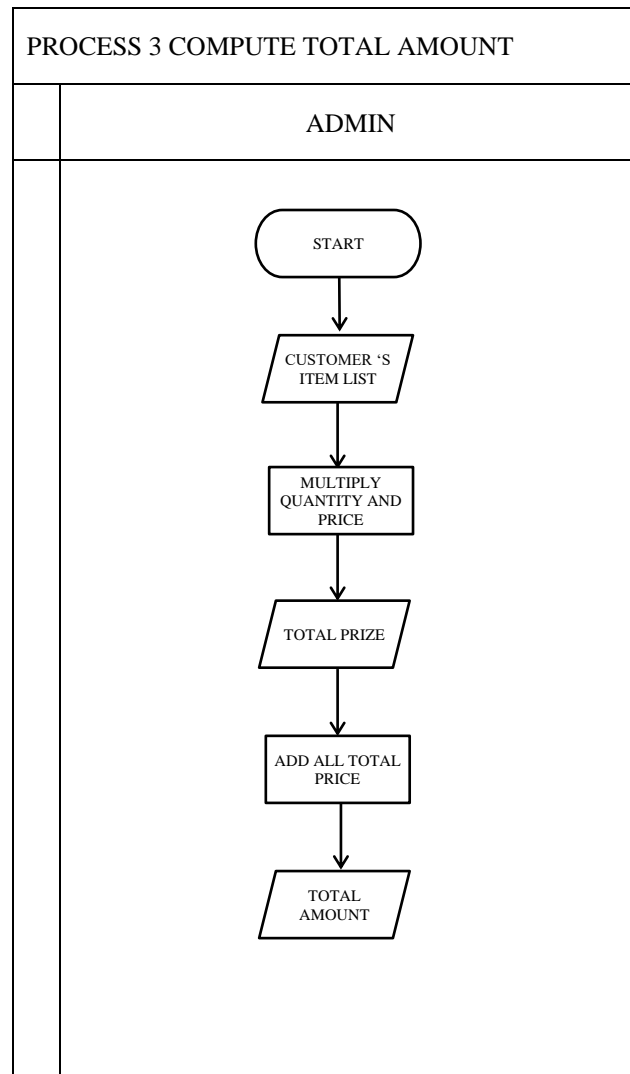 PROCESS 3 COMPUTE TOTAL AMOUNT
ADMIN
START
CUSTOMER ‘S
ITEM LIST
MULTIPLY
QUANTITY AND
PRICE
TOTAL PRIZE
ADD ALL TOTAL
PRICE
TOTAL
AMOUNT